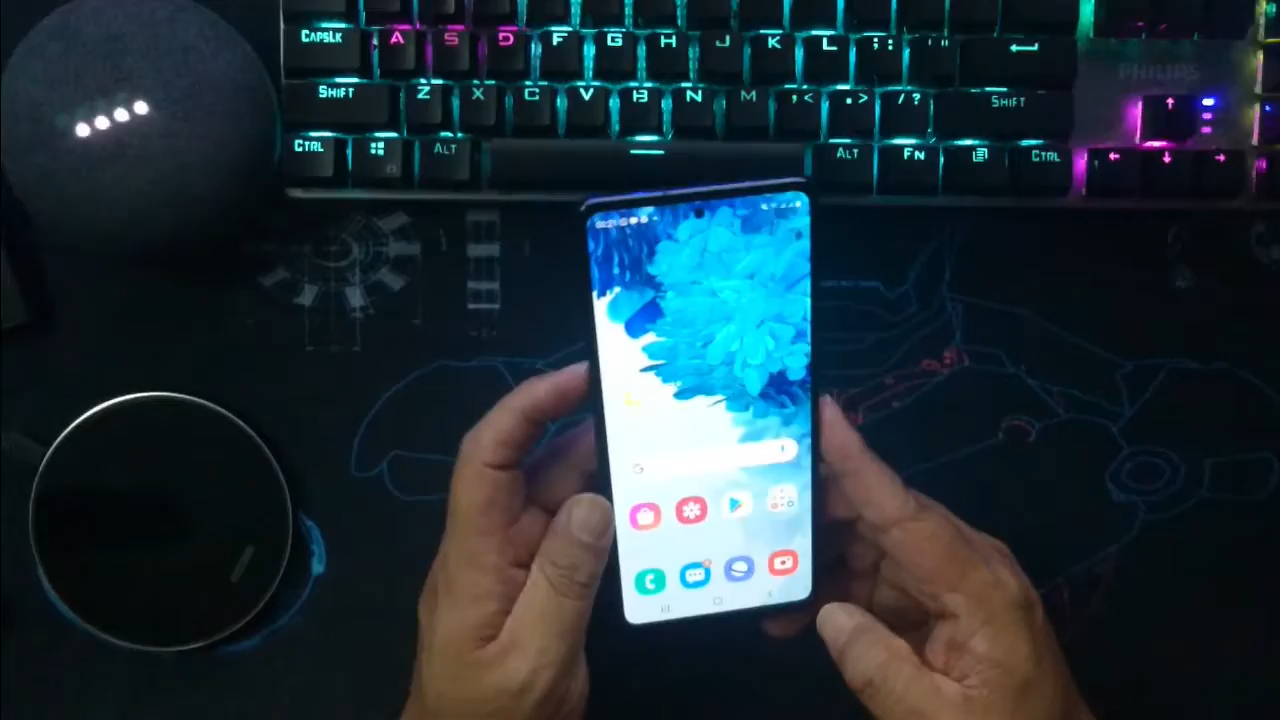 CAPSLK A S D F G H J K L ; : ' "
PHILIPS
SHIFT Z X C V B N M , < . > / ? SHIFT
CTRL ALT ALT FN CTRL
G